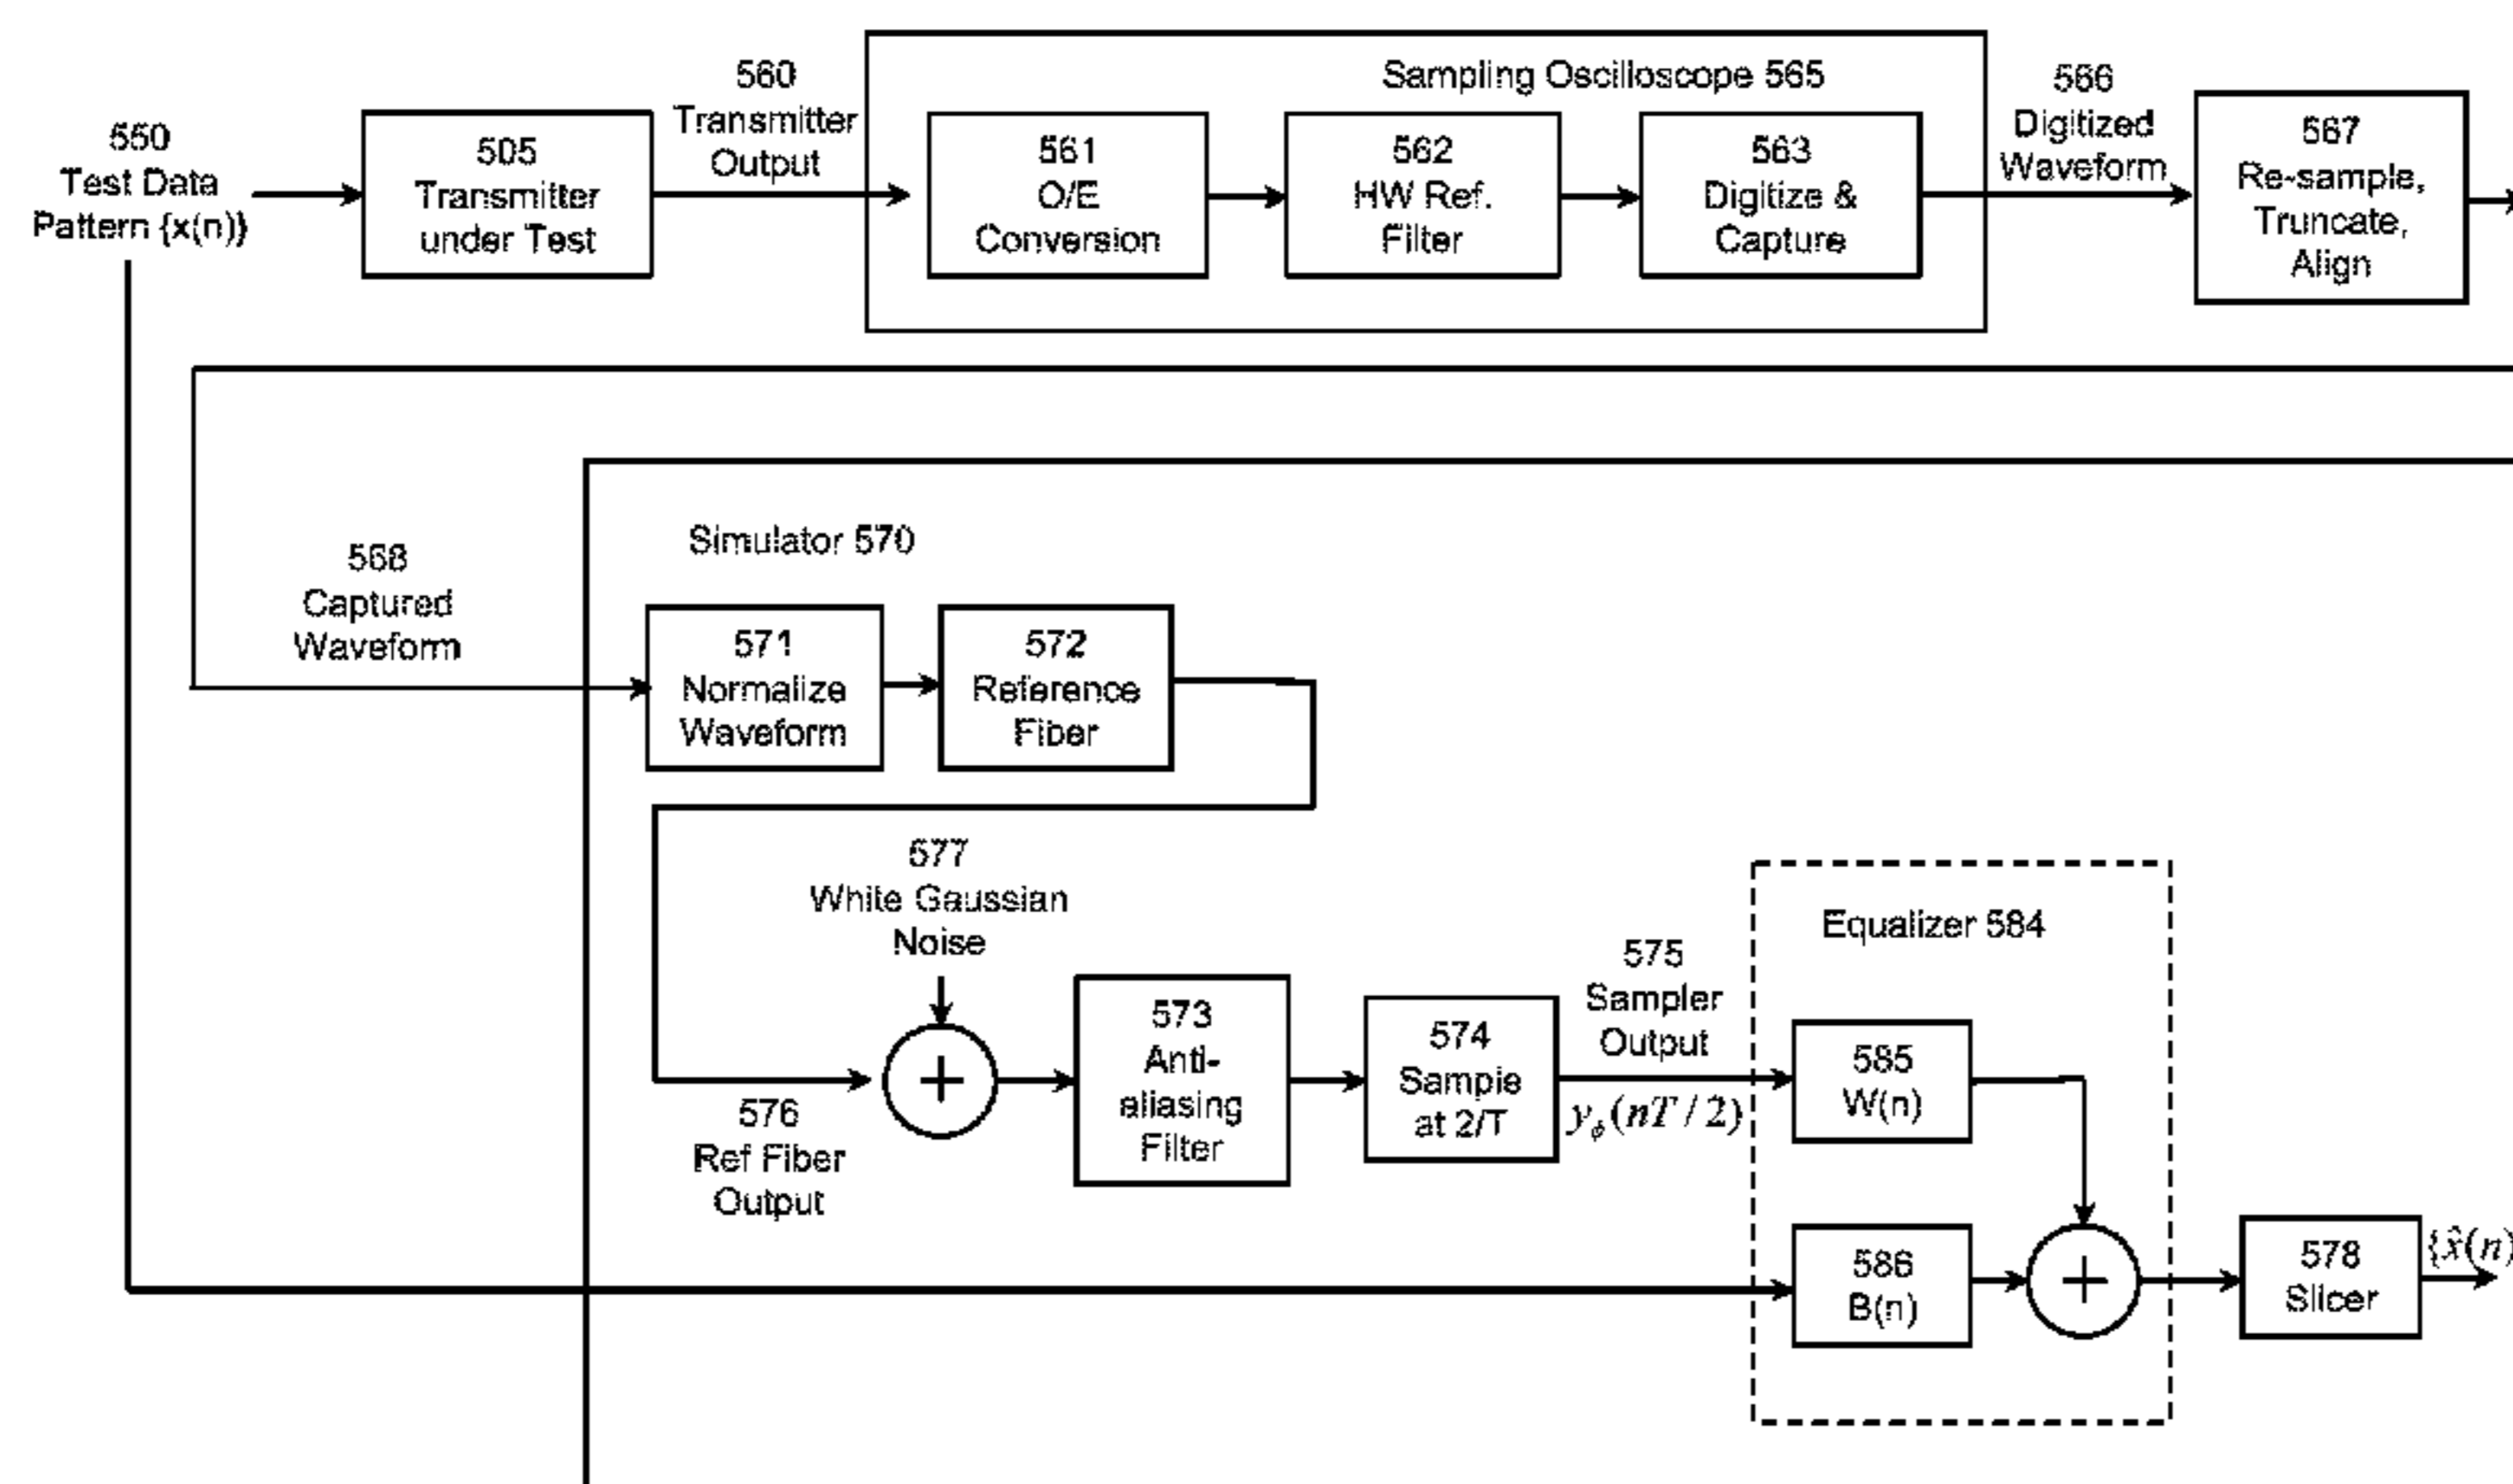 550
Test Data
Pattern {x(n)}
505
Transmitter
under Test
560
Transmitter
Output
Sampling Oscilloscope 565
561
O/E
Conversion
562
HW Ref.
Filter
563
Digitize &
Capture
566
Digitized
Waveform
567
Re-sample,
Truncate,
Align
568
Captured
Waveform
Simulator 570
571
Normalize
Waveform
572
Reference
Fiber
577
White Gaussian
Noise
+
576
Ref Fiber
Output
573
Anti-
aliasing
Filter
574
Sample
at 2/T
575
Sampler
Output
y_ϕ(nT/2)
Equalizer 584
585
W(n)
586
B(n)
+
578
Slicer
{x̂(n)